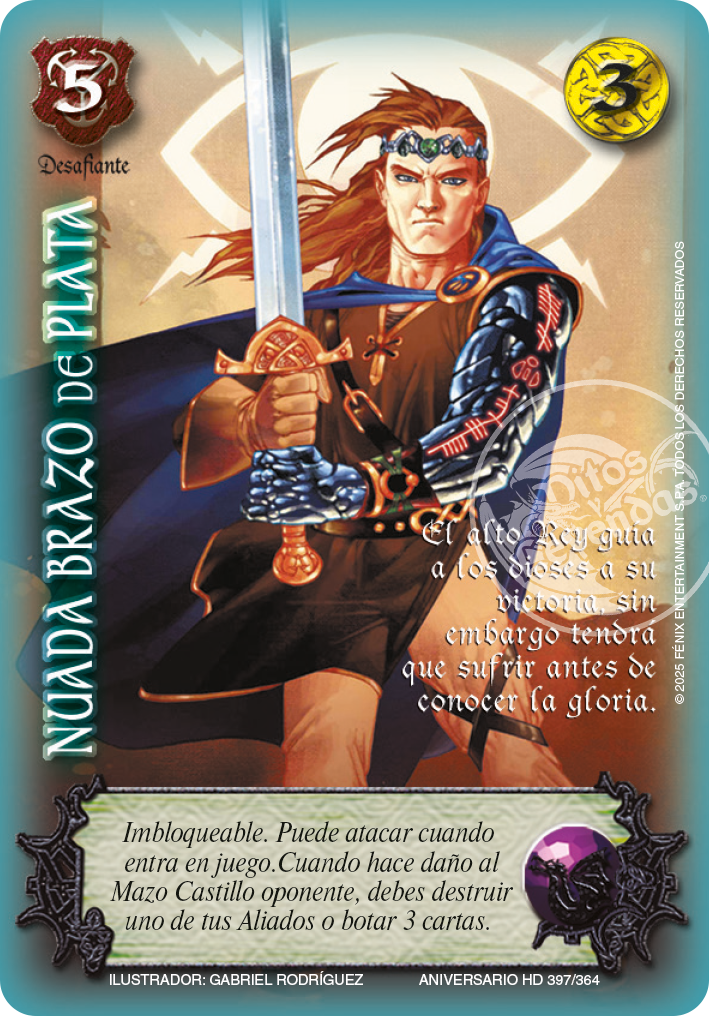 5
3
Desafiante
NUADA BRAZO DE PLATA
Mitos
Leyendas
®
El alto Rey guía
a los dioses a su
victoria, sin
embargo tendrá
que sufrir antes de
conocer la gloria.
©2025 FÉNIX ENTERTAINMENT S.P.A. TODOS LOS DERECHOS RESERVADOS
Imbloqueable. Puede atacar cuando
entra en juego.Cuando hace daño al
Mazo Castillo oponente, debes destruir
uno de tus Aliados o botar 3 cartas.
ILUSTRADOR: GABRIEL RODRÍGUEZ ANIVERSARIO HD 397/364